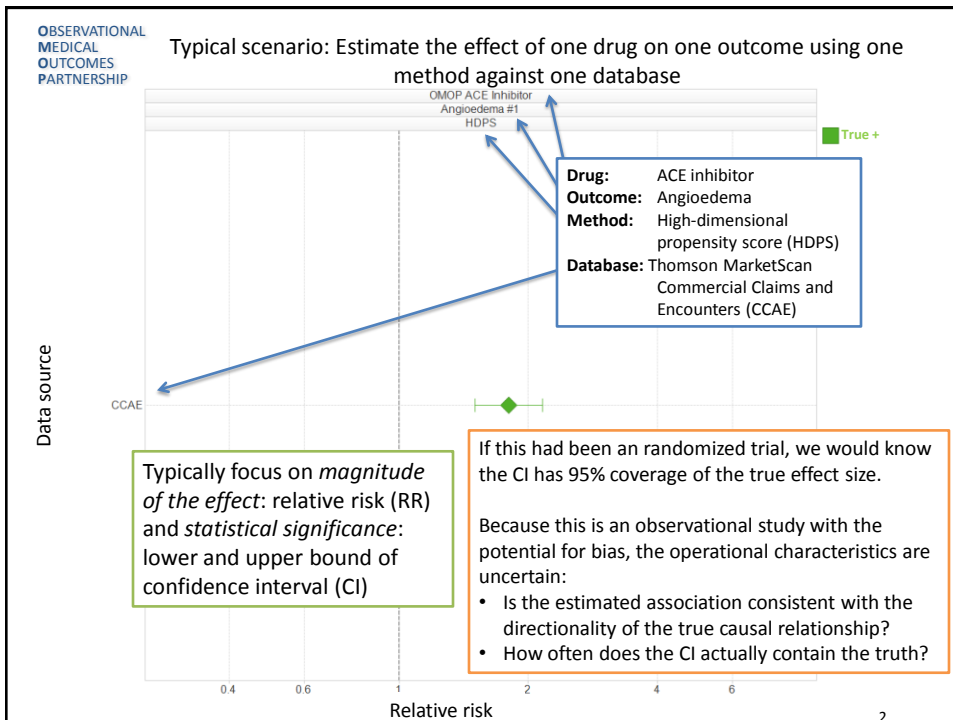 OBSERVATIONAL
MEDICAL
OUTCOMES
PARTNERSHIP
Typical scenario: Estimate the effect of one drug on one outcome using one
method against one database
OMOP ACE Inhibitor
Angioedema #1
HDPS
True +
Drug: ACE inhibitor
Outcome: Angioedema
Method: High-dimensional
propensity score (HDPS)
Database: Thomson MarketScan
Commercial Claims and
Encounters (CCAE)
Data source
CCAE
Typically focus on magnitude
of the effect: relative risk (RR)
and statistical significance:
lower and upper bound of
confidence interval (CI)
If this had been an randomized trial, we would know
the CI has 95% coverage of the true effect size.
Because this is an observational study with the
potential for bias, the operational characteristics are
uncertain:
• Is the estimated association consistent with the
directionality of the true causal relationship?
• How often does the CI actually contain the truth?
0.4 0.6 1 2 4 6
Relative risk
2